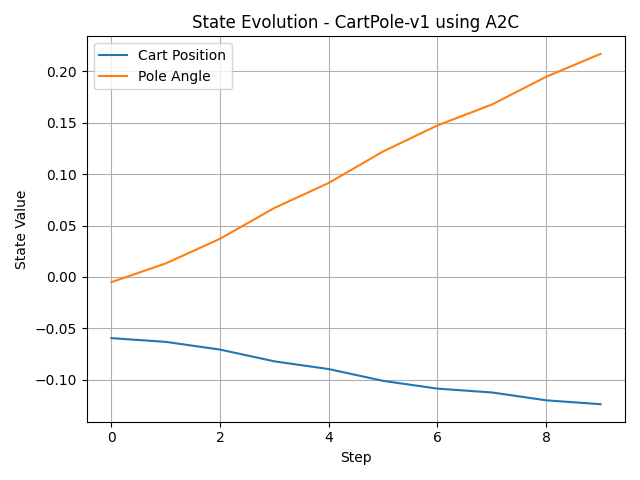 State Evolution - CartPole-v1 using A2C
Cart Position
Pole Angle
State Value
0.20
0.15
0.10
0.05
0.00
−0.05
−0.10
0 2 4 6 8
Step